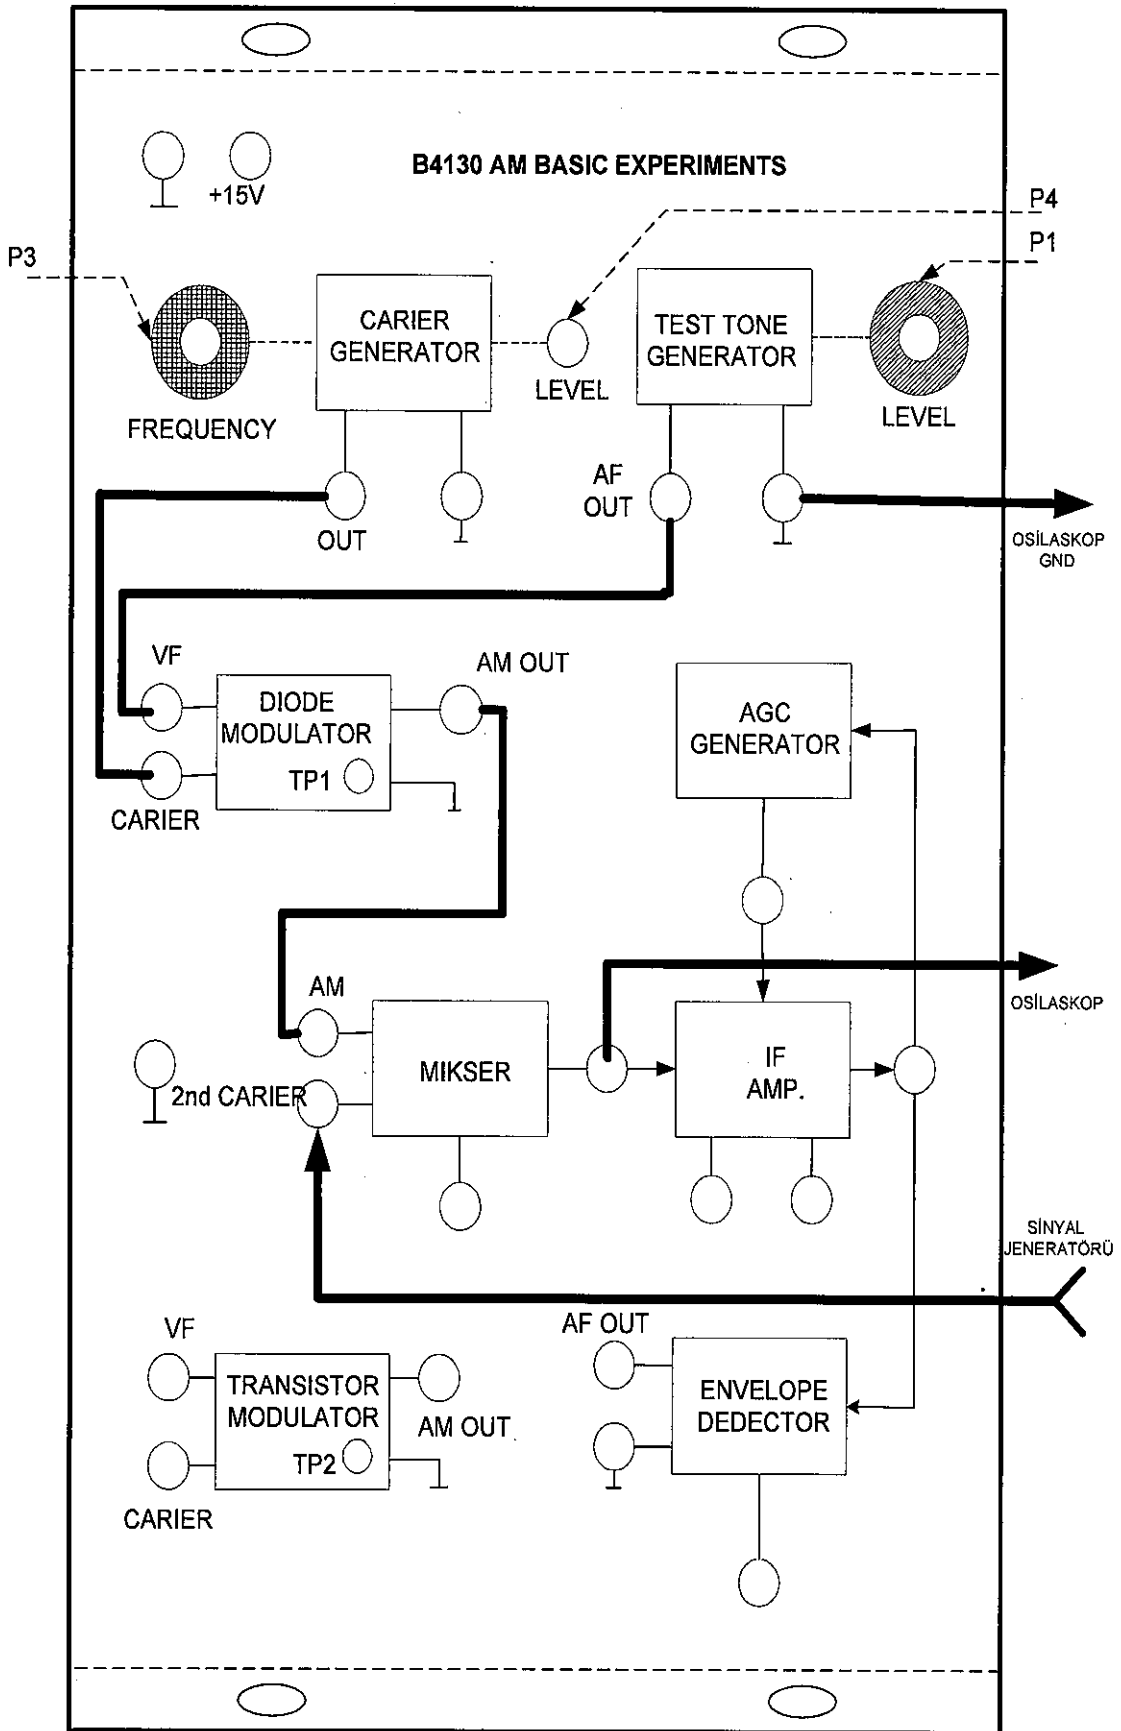 B4130 AM BASIC EXPERIMENTS
+15V
P4
P1
P3
CARIER
GENERATOR
LEVEL
TEST TONE
GENERATOR
LEVEL
FREQUENCY
OUT
AF
OUT
OSİLASKOP
GND
VF
AM OUT
DIODE
MODULATOR
TP1
CARIER
AGC
GENERATOR
AM
MIKSER
2nd CARIER
IF
AMP.
OSİLASKOP
SİNYAL
JENERATÖRÜ
VF
TRANSISTOR
MODULATOR
TP2
AM OUT
CARIER
AF OUT
ENVELOPE
DEDECTOR